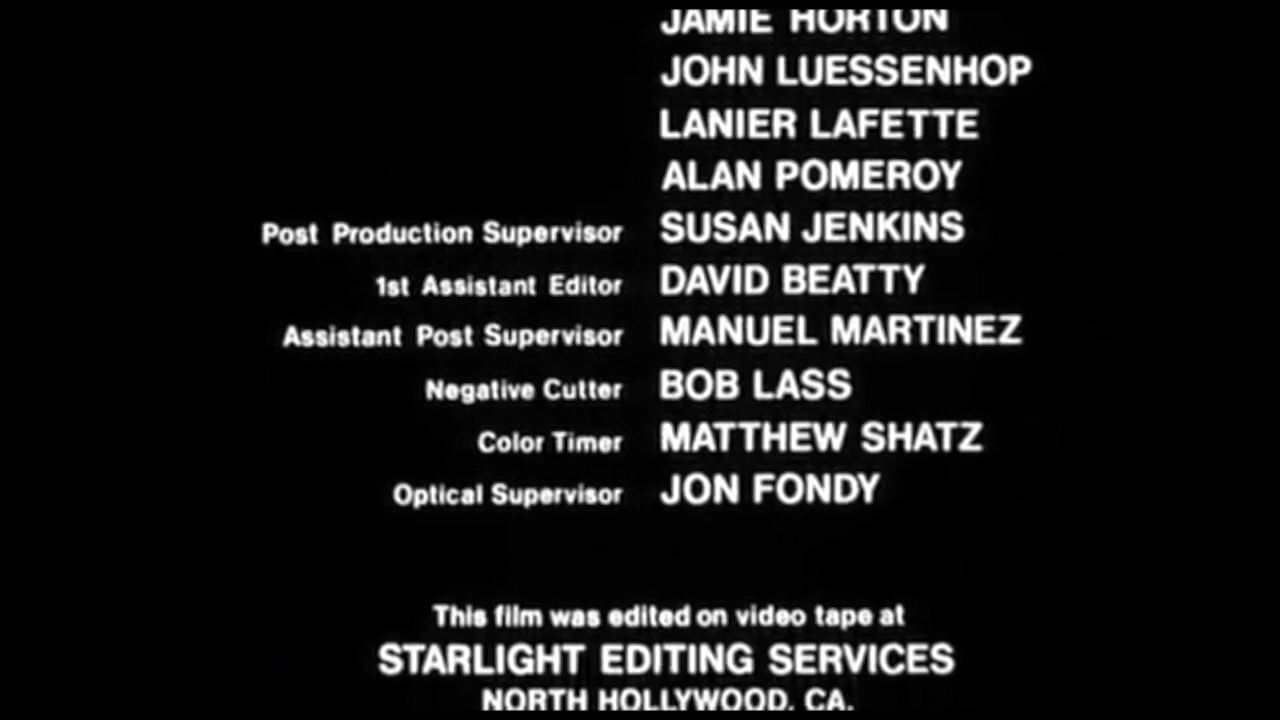 JAMIE HORTON
JOHN LUESSENHOP
LANIER LAFETTE
ALAN POMEROY
Post Production Supervisor SUSAN JENKINS
1st Assistant Editor DAVID BEATTY
Assistant Post Supervisor MANUEL MARTINEZ
Negative Cutter BOB LASS
Color Timer MATTHEW SHATZ
Optical Supervisor JON FONDY
This film was edited on video tape at
STARLIGHT EDITING SERVICES
NORTH HOLLYWOOD, CA.